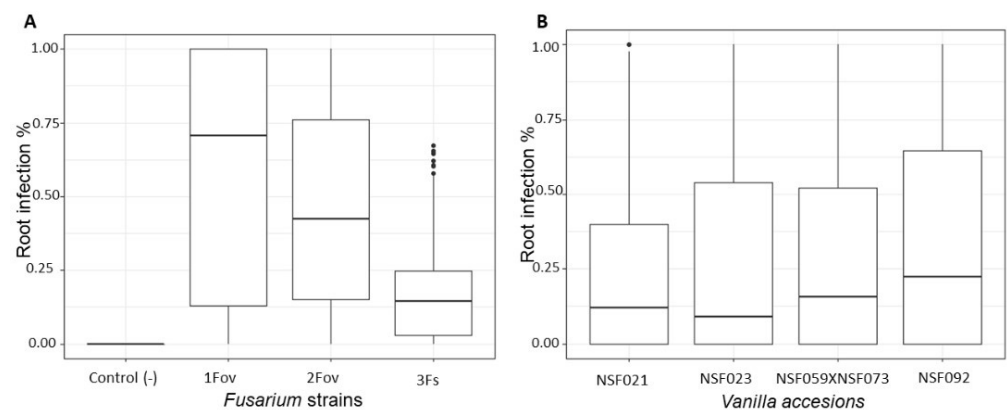 A
Root infection %
1.00
0.75
0.50
0.25
0.00
Control (-) 1Fov 2Fov 3Fs
Fusarium strains
B
Root infection %
1.00
0.75
0.50
0.25
0.00
NSF021 NSF023 NSF059XNSF073 NSF092
Vanilla accesions